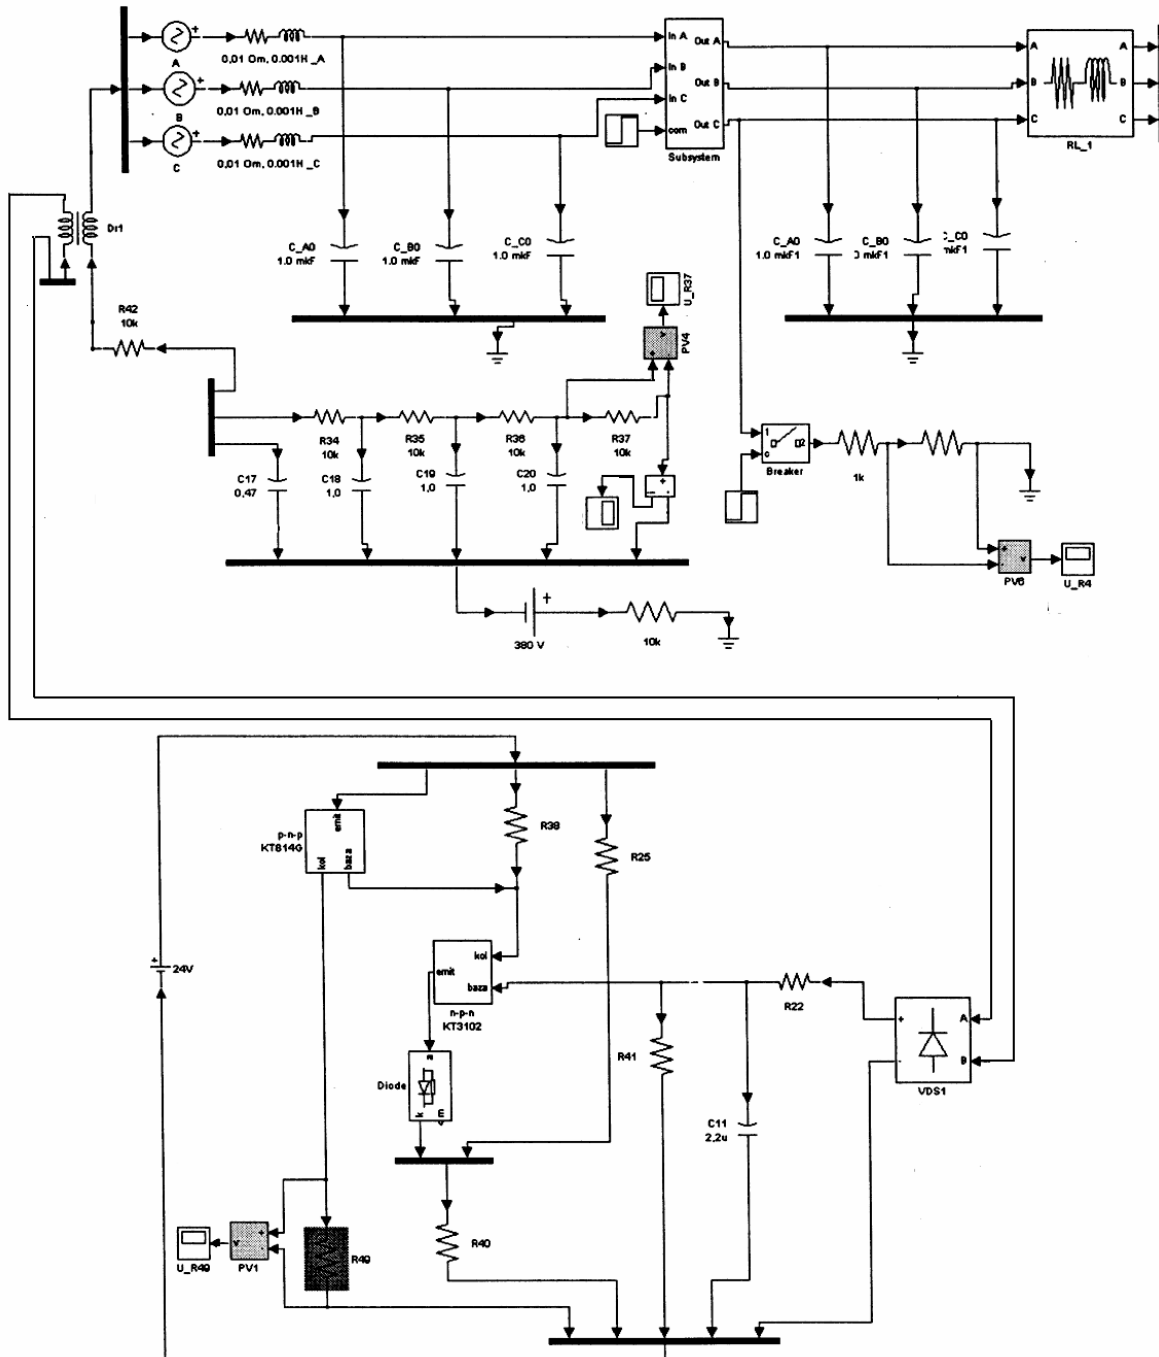 A
0,01 Om, 0.001H _A
B
0,01 Om, 0.001H _B
C
0,01 Om, 0.001H _C
In A
In B
In C
com
Out A
Out B
Out C
Subsystem
A
B
C
A
B
C
RL_1
Dr1
C_A0
1.0 mkF
C_B0
1.0 mkF
C_C0
1.0 mkF
C_A0
1.0 mkF1
C_B0
mkF1
C_C0
mkF1
R42
10k
U_R37
PV4
R34
10k
R35
10k
R36
10k
R37
10k
C17
0,47
C18
1,0
C19
1,0
C20
1,0
1
c
2
Breaker
1k
+
-
v
PV6
U_R4
+
380 V
10k
p-n-p
KT814G
emit
kol
baza
R38
R25
+
24V
kol
emit
baza
n-p-n
KT3102
R41
R22
+
-
A
B
VDS1
Diode
a
k
m
C11
2,2u
R40
U_R49
v
+
-
PV1
R49